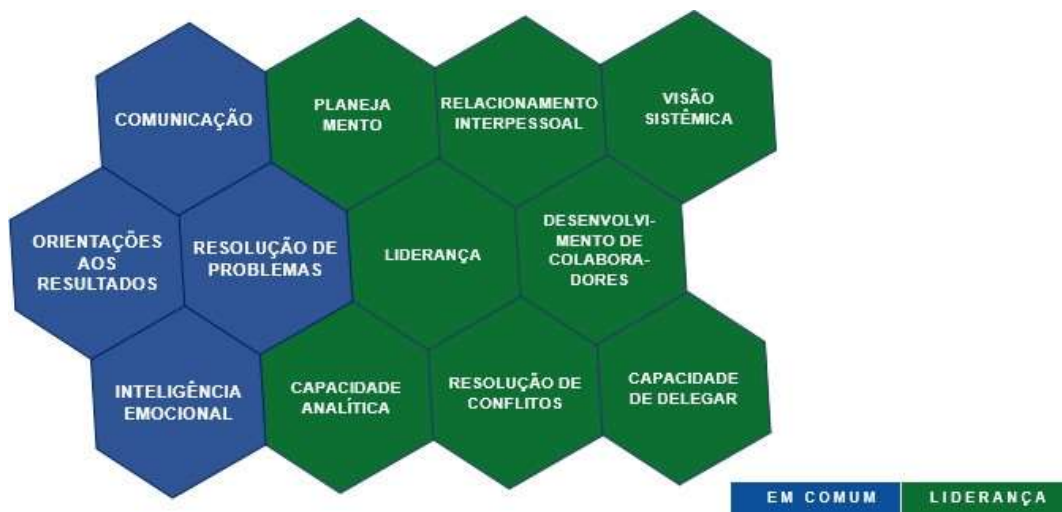 COMUNICAÇÃO
PLANEJA
MENTO
RELACIONAMENTO
INTERPESSOAL
VISÃO
SISTÊMICA
ORIENTAÇÕES
AOS
RESULTADOS
RESOLUÇÃO DE
PROBLEMAS
LIDERANÇA
DESENVOLVI-
MENTO DE
COLABORA-
DORES
INTELIGÊNCIA
EMOCIONAL
CAPACIDADE
ANALÍTICA
RESOLUÇÃO DE
CONFLITOS
CAPACIDADE
DE DELEGAR
EM COMUM
LIDERANÇA